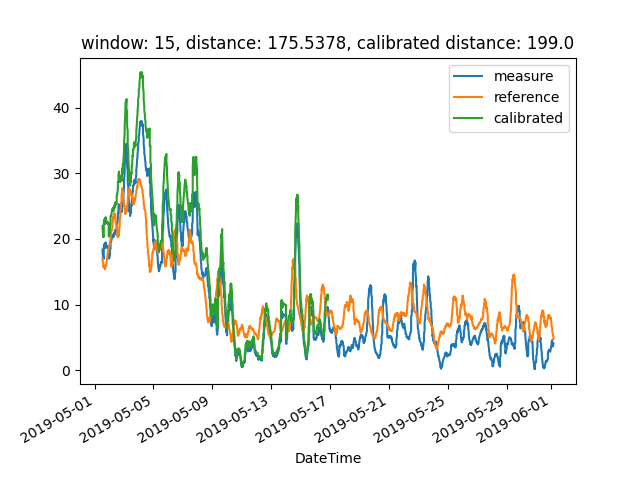 window: 15, distance: 175.5378, calibrated distance: 199.0
measure
reference
calibrated
40
30
20
10
0
2019-05-01
2019-05-05
2019-05-09
2019-05-13
2019-05-17
2019-05-21
2019-05-25
2019-05-29
2019-06-01
DateTime